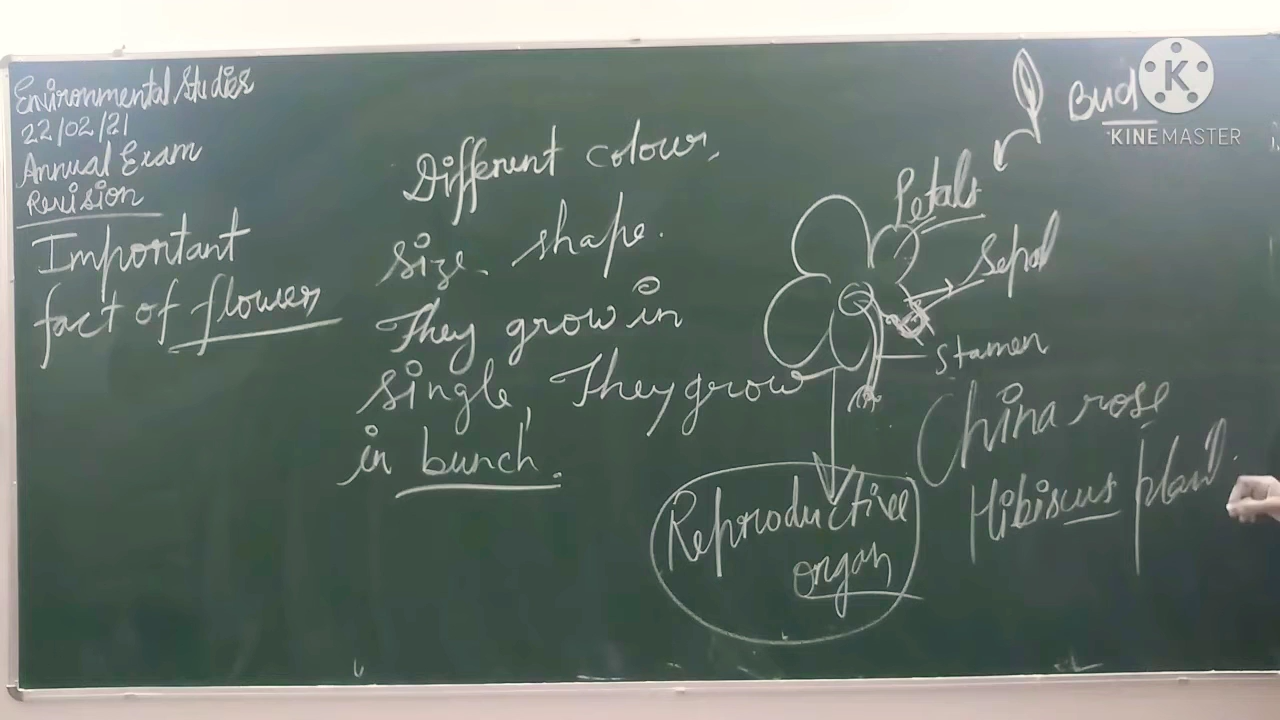 Environmental Studies
22/02/21
Annual Exam
Revision
Important
fact of flower
Different colour,
size shape.
They grow in
single, They grow
in bunch.
Bud
Petals
Sepal
Stamen
Reproductive
organ
China rose
Hibiscus plant.
K
KINEMASTER